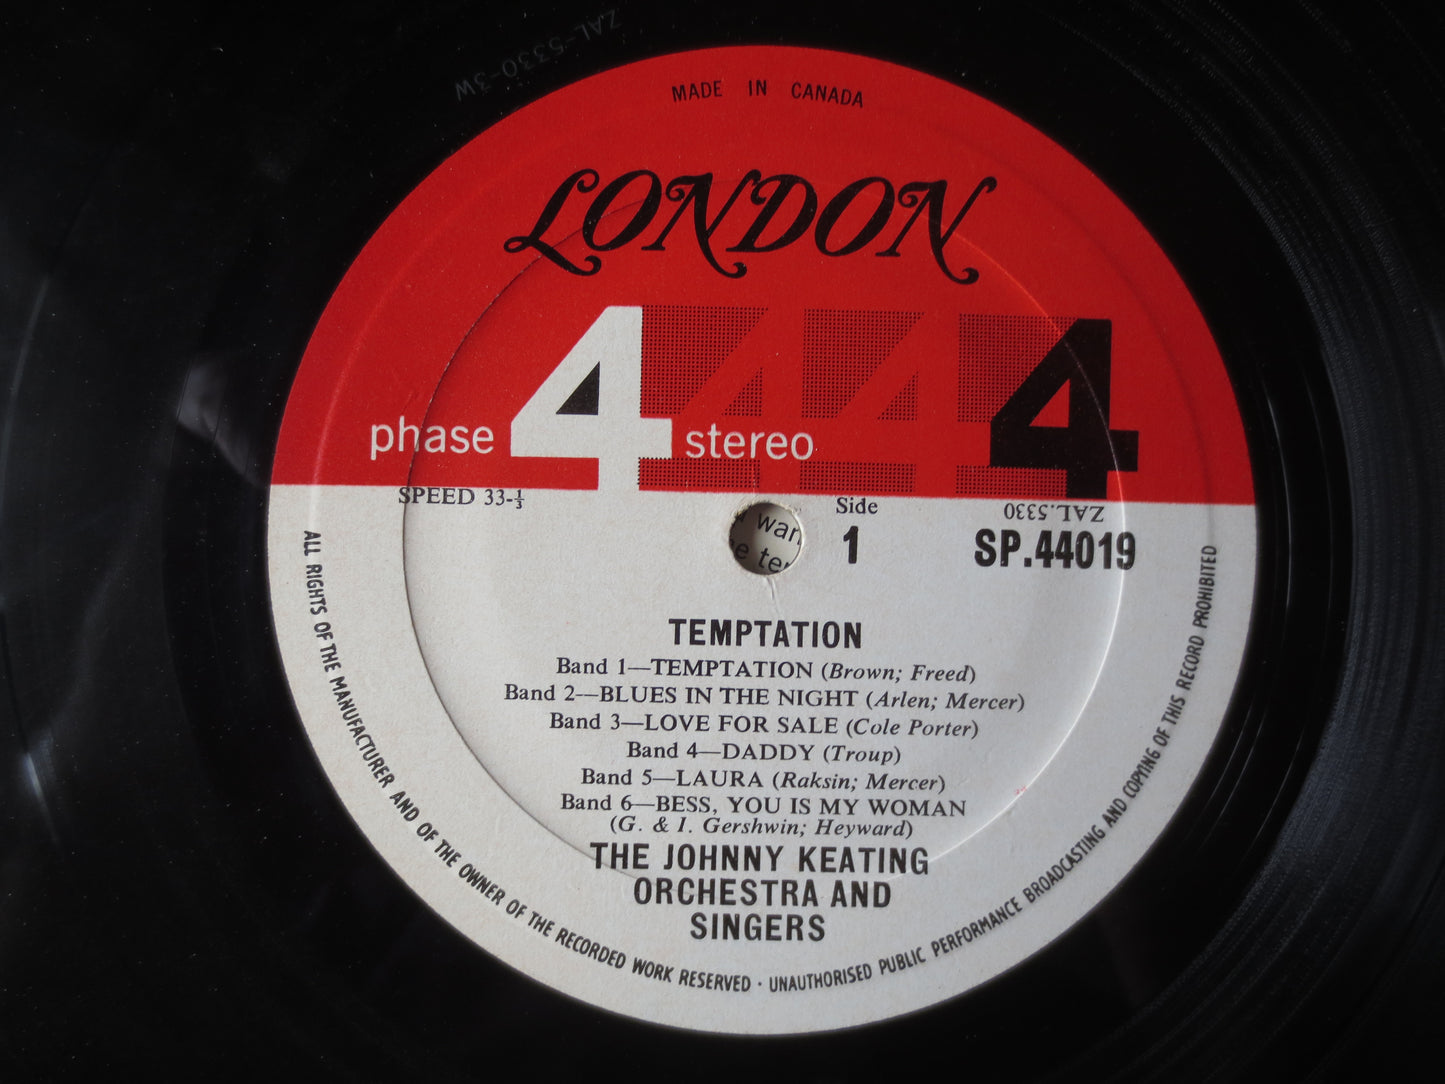 ZAL-5330-3W
MADE IN CANADA
LONDON
phase 4 stereo 4 4 4
SPEED 33-⅓
Side
1
ZAL.5330
SP.44019
wan
e te
TEMPTATION
Band 1—TEMPTATION (Brown; Freed)
Band 2—BLUES IN THE NIGHT (Arlen; Mercer)
Band 3—LOVE FOR SALE (Cole Porter)
Band 4—DADDY (Troup)
Band 5—LAURA (Raksin; Mercer)
Band 6—BESS, YOU IS MY WOMAN
(G. & I. Gershwin; Heyward)
THE JOHNNY KEATING
ORCHESTRA AND
SINGERS
ALL RIGHTS OF THE MANUFACTURER AND OF THE OWNER OF THE RECORDED WORK RESERVED · UNAUTHORISED PUBLIC PERFORMANCE BROADCASTING AND COPYING OF THIS RECORD PROHIBITED